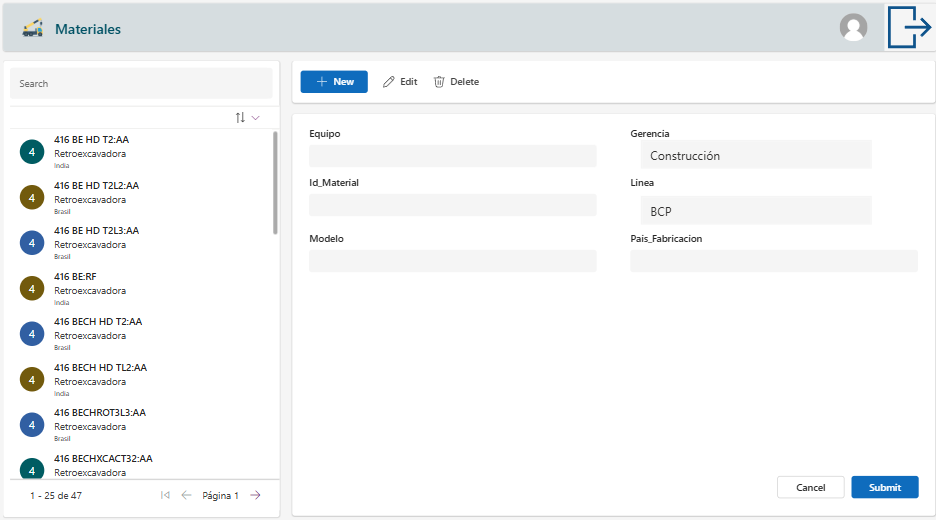 Materiales
Search
4
416 BE HD T2:AA
Retroexcavadora
India
4
416 BE HD T2L2:AA
Retroexcavadora
Brasil
4
416 BE HD T2L3:AA
Retroexcavadora
Brasil
4
416 BE:RF
Retroexcavadora
India
4
416 BECH HD T2:AA
Retroexcavadora
Brasil
4
416 BECH HD TL2:AA
Retroexcavadora
India
4
416 BECHROT3L3:AA
Retroexcavadora
Brasil
4
416 BECHXCACT32:AA
Retroexcavadora
1 - 25 de 47
Página 1
New
Edit
Delete
Equipo
Gerencia
Construcción
Id_Material
Linea
BCP
Modelo
Pais_Fabricacion
Cancel
Submit